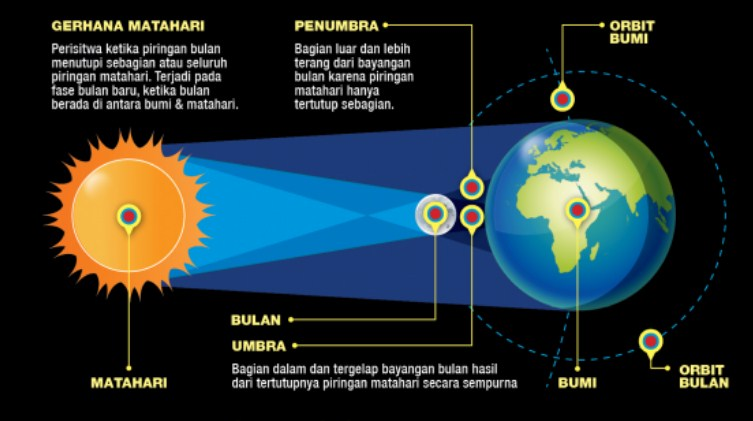 GERHANA MATAHARI
Perisitwa ketika piringan bulan
menutupi sebagian atau seluruh
piringan matahari. Terjadi pada
fase bulan baru, ketika bulan
berada di antara bumi & matahari.
PENUMBRA
Bagian luar dan lebih
terang dari bayangan
bulan karena piringan
matahari hanya
tertutup sebagian.
ORBIT
BUMI
BULAN
UMBRA
Bagian dalam dan tergelap bayangan bulan hasil
dari tertutupnya piringan matahari secara sempurna
MATAHARI
BUMI
ORBIT
BULAN